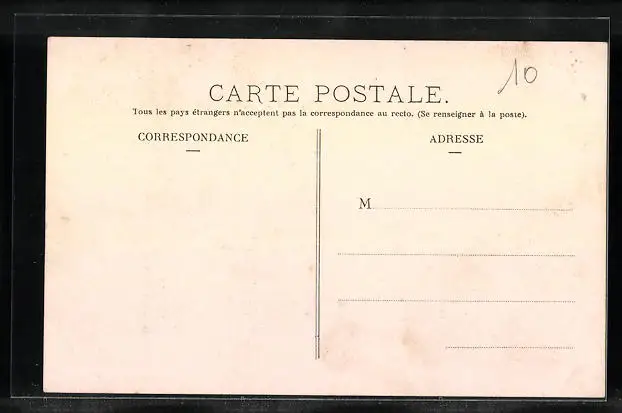 10
CARTE POSTALE.
Tous les pays étrangers n'acceptent pas la correspondance au recto. (Se renseigner à la poste).
CORRESPONDANCE
ADRESSE
M